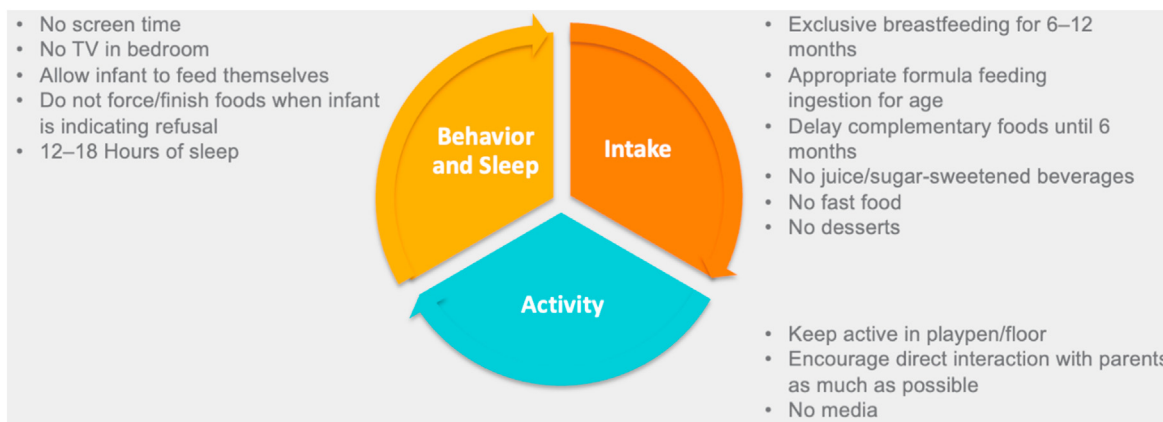 • No screen time
• No TV in bedroom
• Allow infant to feed themselves
• Do not force/finish foods when infant
is indicating refusal
• 12–18 Hours of sleep
Behavior
and Sleep
Intake
Activity
• Exclusive breastfeeding for 6–12
months
• Appropriate formula feeding
ingestion for age
• Delay complementary foods until 6
months
• No juice/sugar-sweetened beverages
• No fast food
• No desserts
• Keep active in playpen/floor
• Encourage direct interaction with parents
as much as possible
• No media